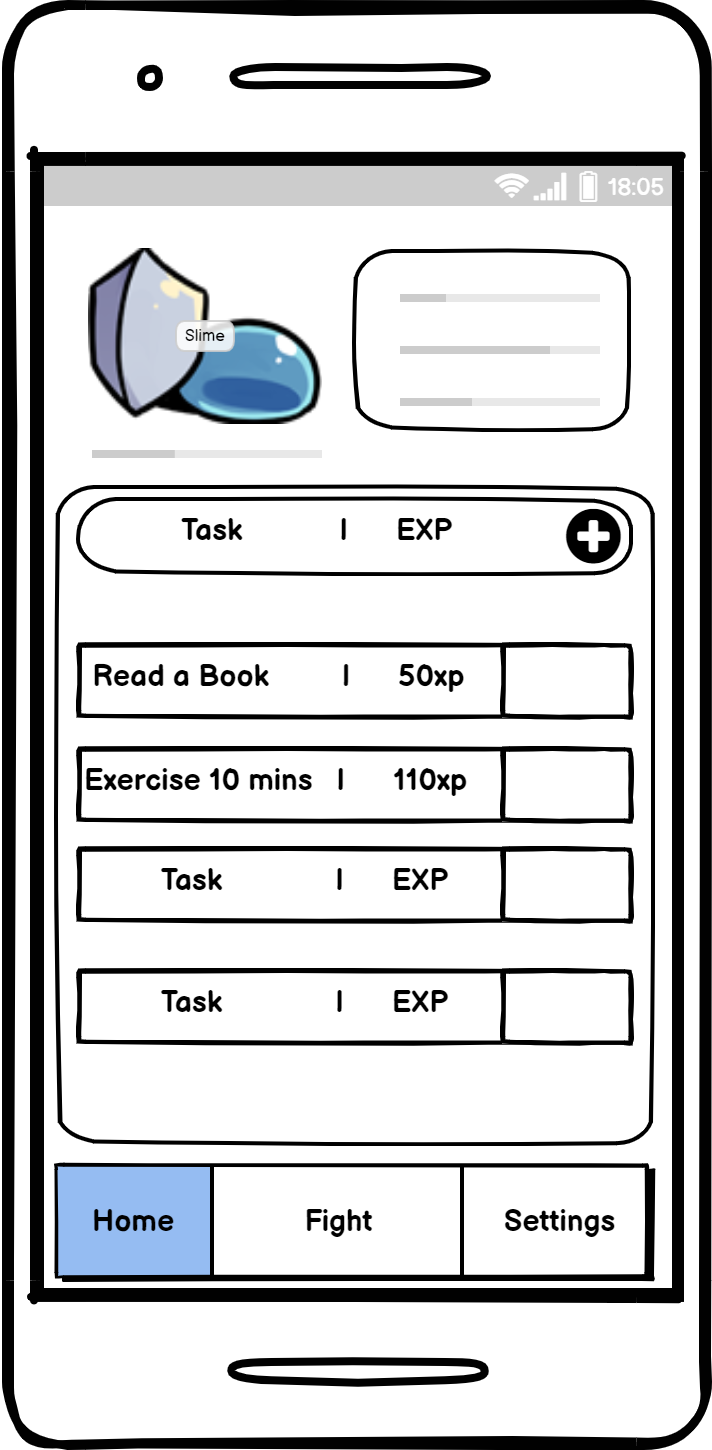 18:05
Slime
Task | EXP
Read a Book | 50xp
Exercise 10 mins | 110xp
Task | EXP
Task | EXP
Home Fight Settings